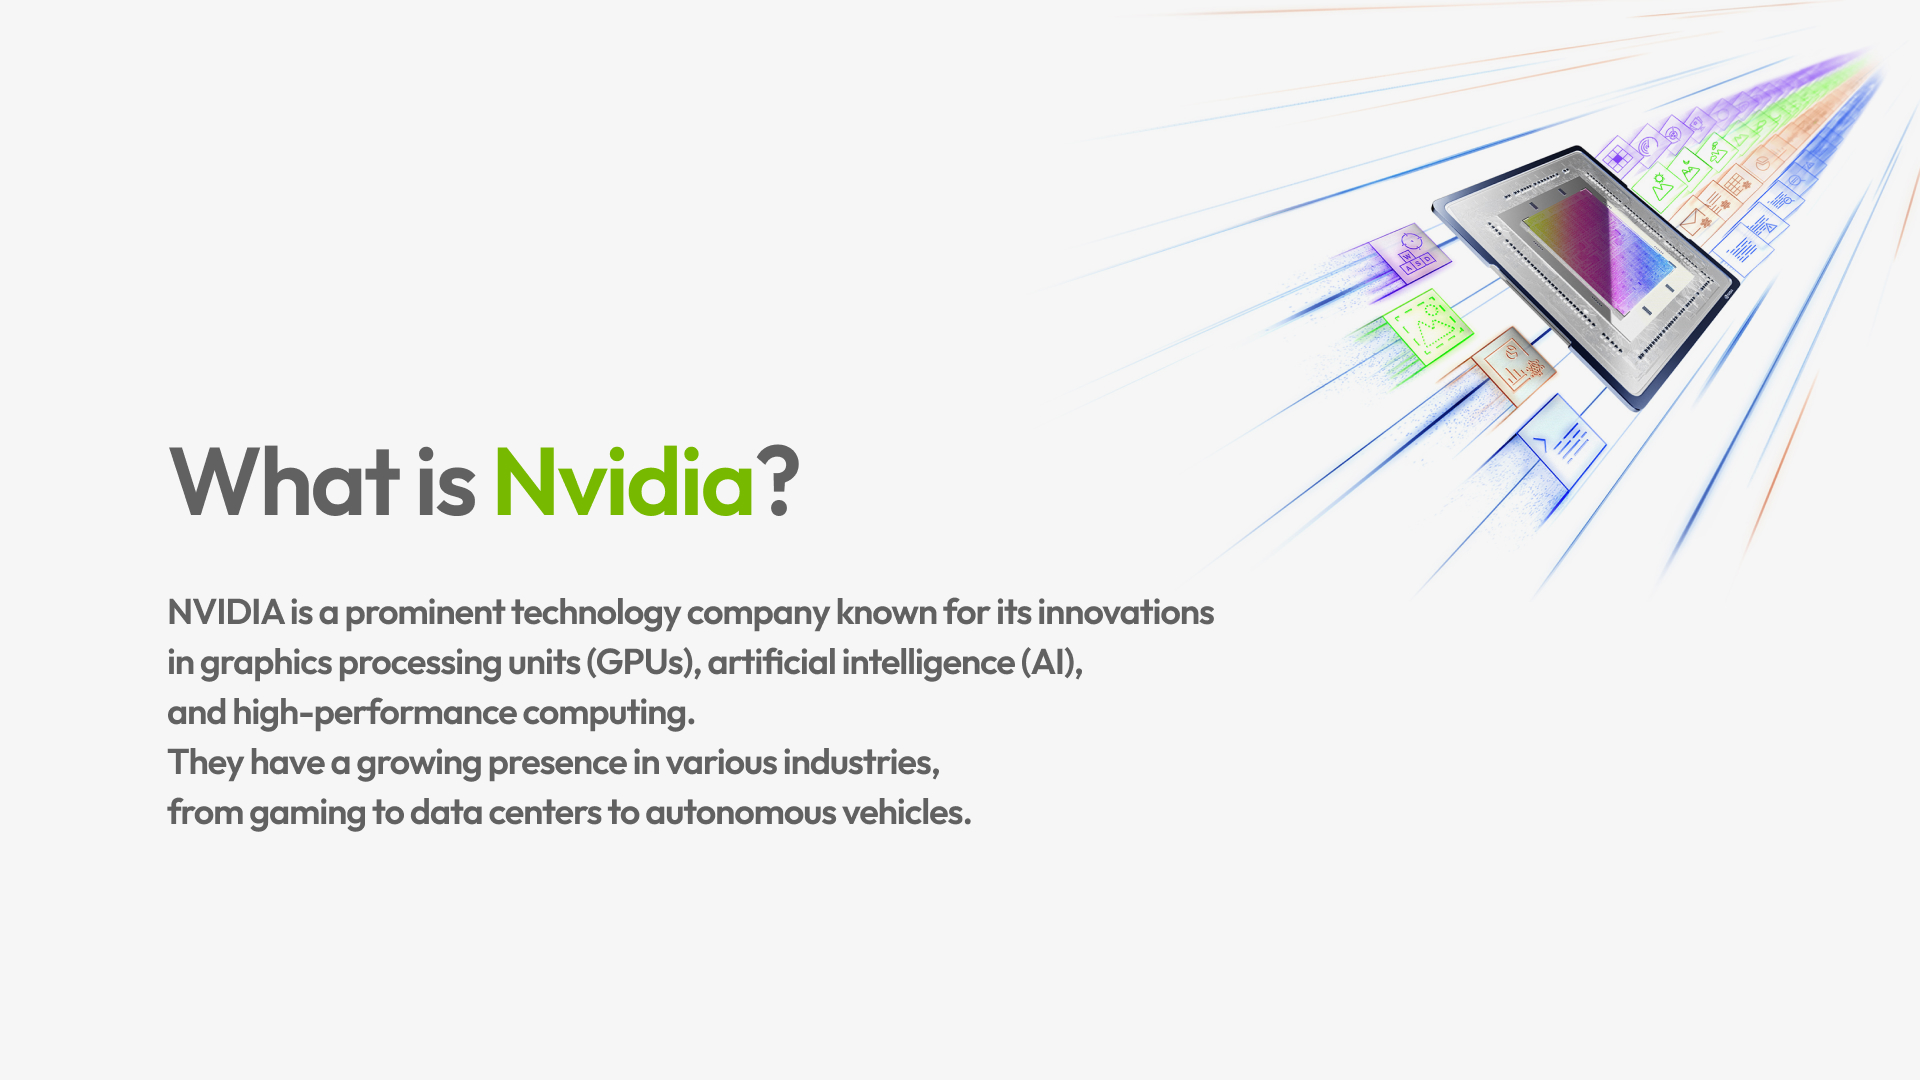 What is Nvidia?
NVIDIA is a prominent technology company known for its innovations
in graphics processing units (GPUs), artificial intelligence (AI),
and high-performance computing.
They have a growing presence in various industries,
from gaming to data centers to autonomous vehicles.
W
A S D